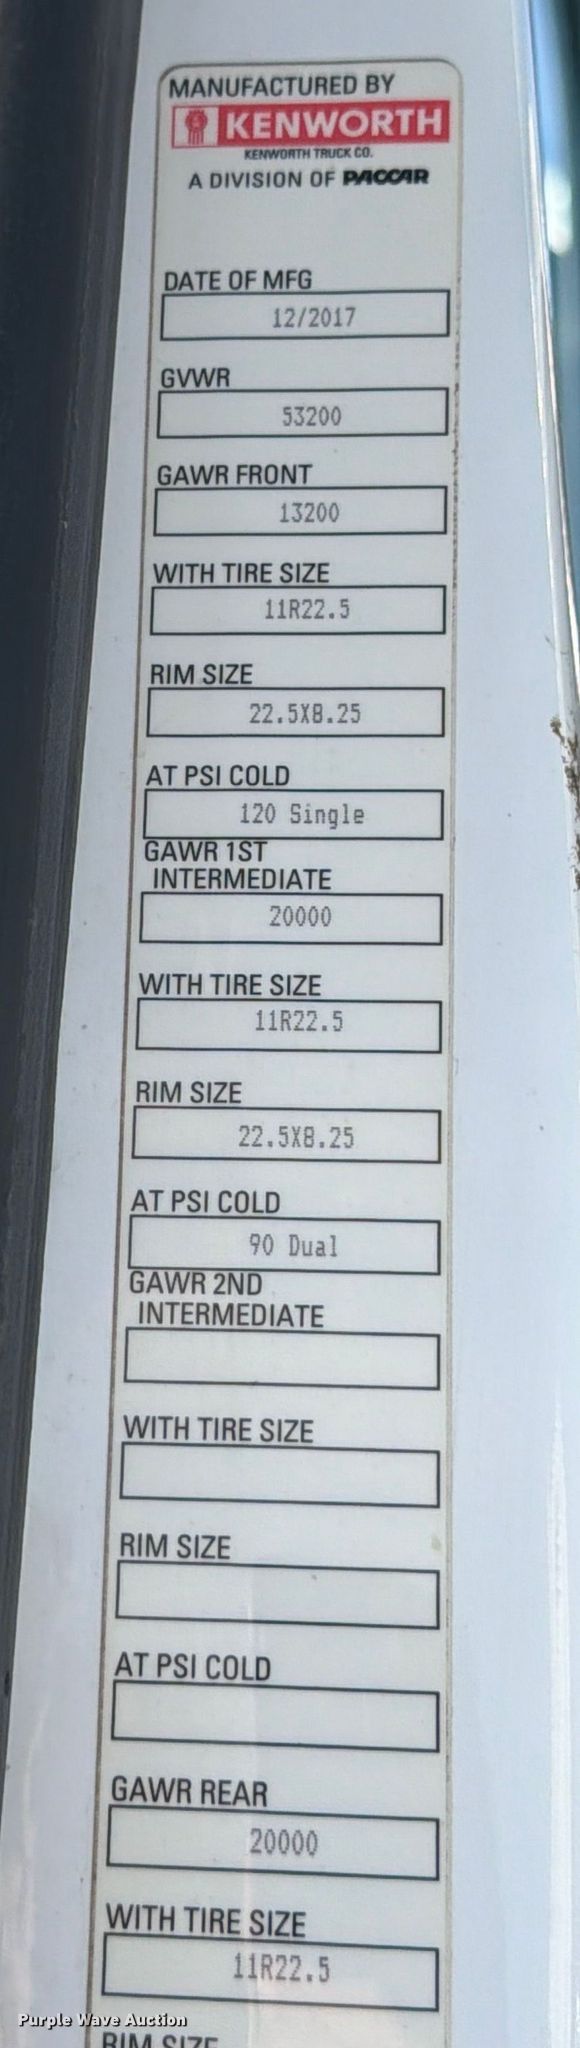 MANUFACTURED BY
KENWORTH
KENWORTH TRUCK CO.
A DIVISION OF PACCAR
DATE OF MFG
12/2017
GVWR
53200
GAWR FRONT
13200
WITH TIRE SIZE
11R22.5
RIM SIZE
22.5X8.25
AT PSI COLD
120 Single
GAWR 1ST
INTERMEDIATE
20000
WITH TIRE SIZE
11R22.5
RIM SIZE
22.5X8.25
AT PSI COLD
90 Dual
GAWR 2ND
INTERMEDIATE
WITH TIRE SIZE
RIM SIZE
AT PSI COLD
GAWR REAR
20000
WITH TIRE SIZE
11R22.5
Purple Wave Auction
RIM SIZE